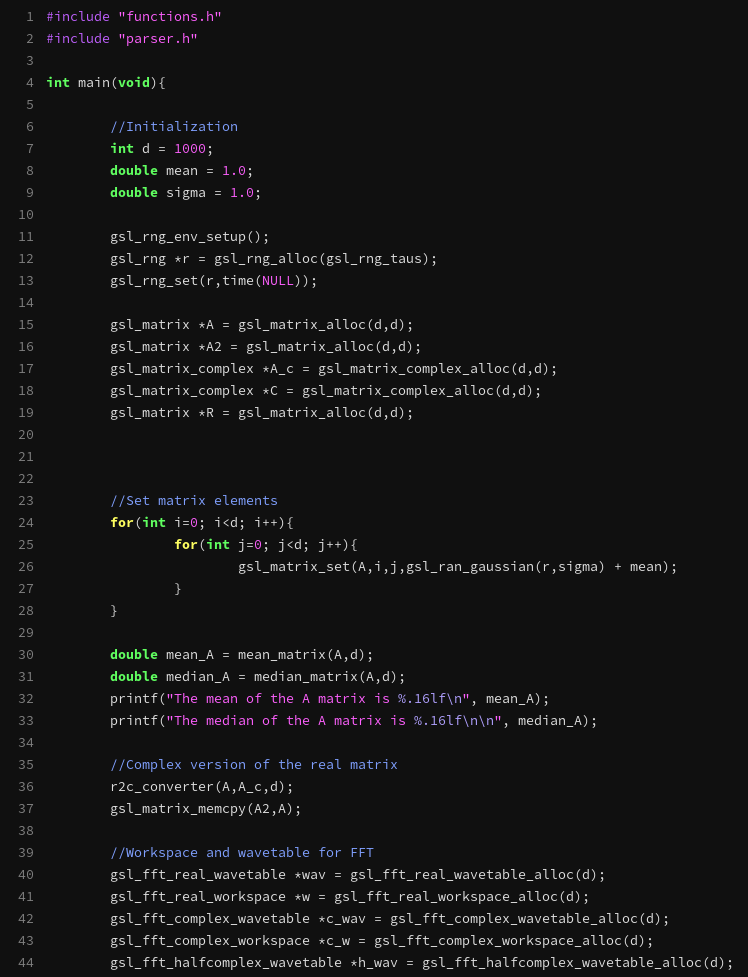 1 #include "functions.h"
2 #include "parser.h"
3
4 int main(void){
5
6 //Initialization
7 int d = 1000;
8 double mean = 1.0;
9 double sigma = 1.0;
10
11 gsl_rng_env_setup();
12 gsl_rng *r = gsl_rng_alloc(gsl_rng_taus);
13 gsl_rng_set(r,time(NULL));
14
15 gsl_matrix *A = gsl_matrix_alloc(d,d);
16 gsl_matrix *A2 = gsl_matrix_alloc(d,d);
17 gsl_matrix_complex *A_c = gsl_matrix_complex_alloc(d,d);
18 gsl_matrix_complex *C = gsl_matrix_complex_alloc(d,d);
19 gsl_matrix *R = gsl_matrix_alloc(d,d);
20
21
22
23 //Set matrix elements
24 for(int i=0; i<d; i++){
25 for(int j=0; j<d; j++){
26 gsl_matrix_set(A,i,j,gsl_ran_gaussian(r,sigma) + mean);
27 }
28 }
29
30 double mean_A = mean_matrix(A,d);
31 double median_A = median_matrix(A,d);
32 printf("The mean of the A matrix is %.16lf\n", mean_A);
33 printf("The median of the A matrix is %.16lf\n\n", median_A);
34
35 //Complex version of the real matrix
36 r2c_converter(A,A_c,d);
37 gsl_matrix_memcpy(A2,A);
38
39 //Workspace and wavetable for FFT
40 gsl_fft_real_wavetable *wav = gsl_fft_real_wavetable_alloc(d);
41 gsl_fft_real_workspace *w = gsl_fft_real_workspace_alloc(d);
42 gsl_fft_complex_wavetable *c_wav = gsl_fft_complex_wavetable_alloc(d);
43 gsl_fft_complex_workspace *c_w = gsl_fft_complex_workspace_alloc(d);
44 gsl_fft_halfcomplex_wavetable *h_wav = gsl_fft_halfcomplex_wavetable_alloc(d);